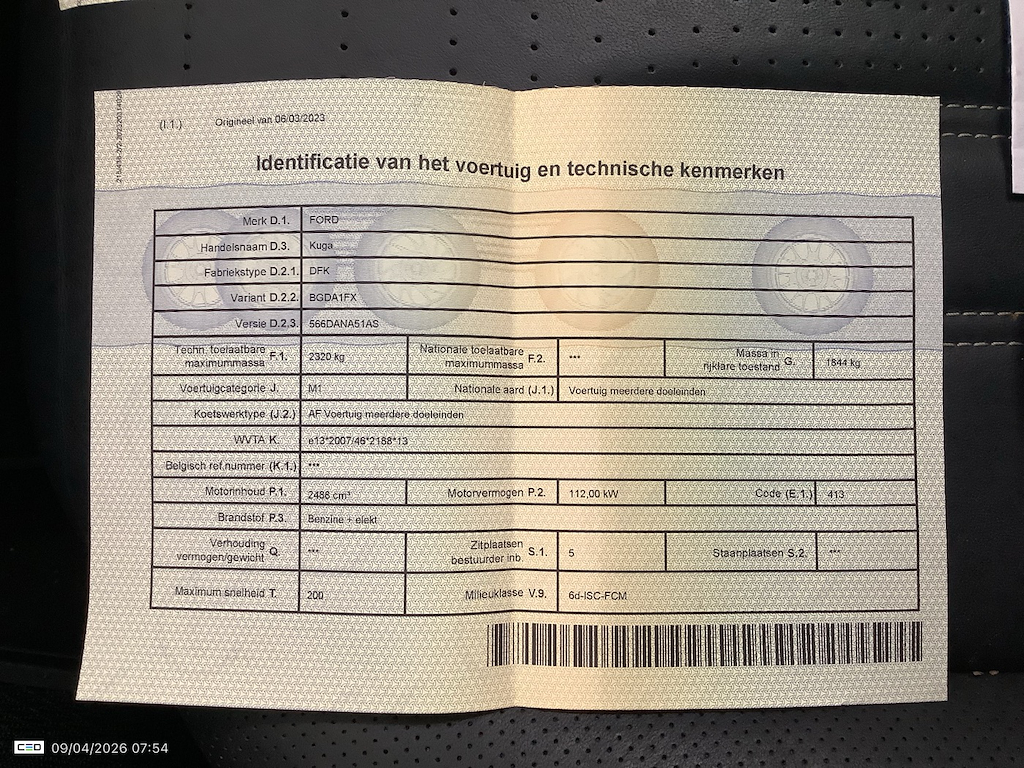 (I.1.) Origineel van 06/03/2023
Identificatie van het voertuig en technische kenmerken
Merk D.1. FORD
Handelsnaam D.3. Kuga
Fabriekstype D.2.1. DFK
Variant D.2.2. BGDA1FX
Versie D.2.3. 566DANA51AS
Techn. toelaatbare maximummassa F.1. 2320 kg Nationale toelaatbare maximummassa F.2. *** Massa in rijklare toestand G. 1844 kg
Voertuigcategorie J. M1 Nationale aard (J.1.) Voertuig meerdere doeleinden
Koetswerktype (J.2.) AF Voertuig meerdere doeleinden
WVTA K. e13*2007/46*2188*13
Belgisch ref.nummer (K.1.) ***
Motorinhoud P.1. 2488 cm³ Motorvermogen P.2. 112,00 kW Code (E.1.) 413
Brandstof P.3. Benzine + elekt
Verhouding vermogen/gewicht Q. *** Zitplaatsen bestuurder inb. S.1. 5 Staanplaatsen S.2. ***
Maximum snelheid T. 200 Milieuklasse V.9. 6d-ISC-FCM
09/04/2026 07:54